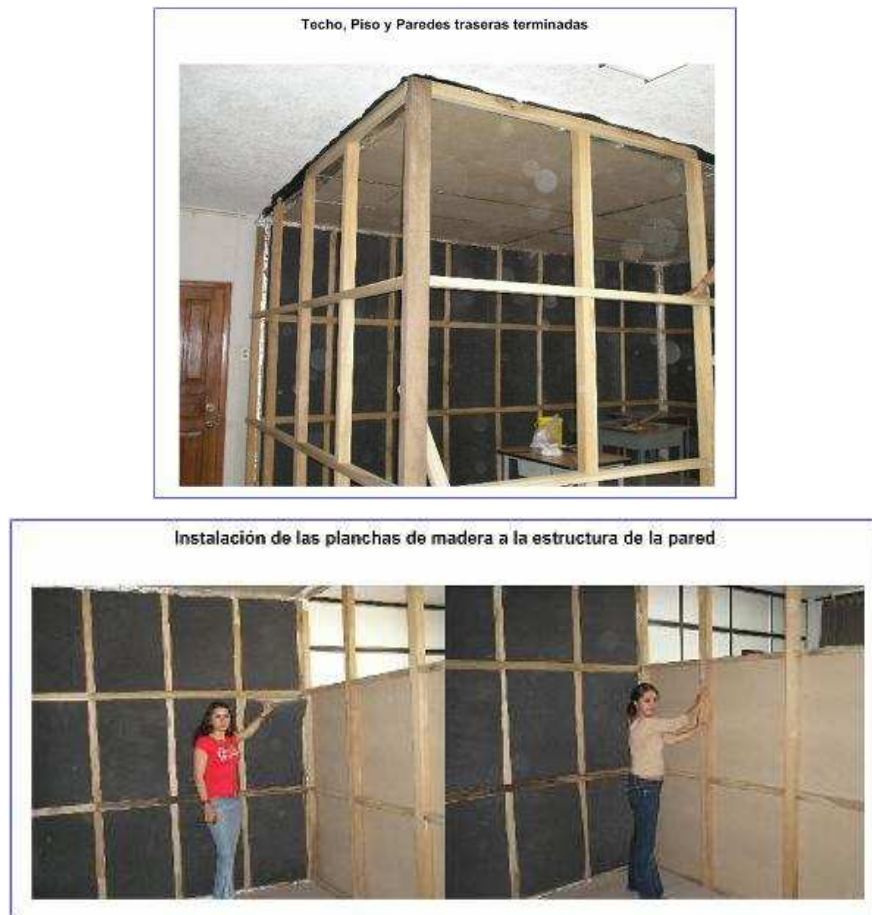 Techo, Piso y Paredes traseras terminadas
Instalación de las planchas de madera a la estructura de la pared